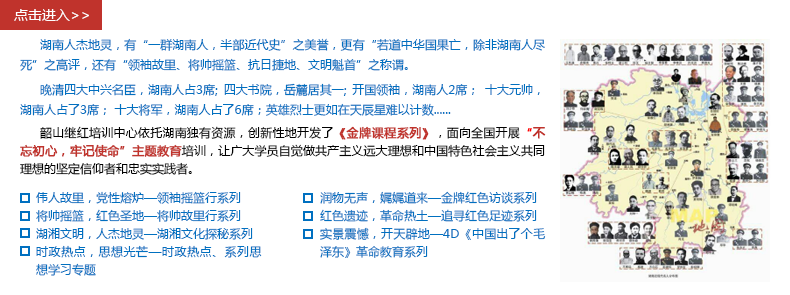 点击进入>>
湖南人杰地灵，有“一群湖南人，半部近代史”之美誉，更有“若道中华国果亡，除非湖南人尽
死”之高评，还有“领袖故里、将帅摇篮、抗日捷地、文明魁首”之称谓。
晚清四大中兴名臣，湖南人占3席; 四大书院，岳麓居其一; 开国领袖，湖南人2席； 十大元帅，
湖南人占了3席； 十大将军，湖南人占了6席；英雄烈士更如在天辰星难以计数......
韶山继红培训中心依托湖南独有资源，创新性地开发了《金牌课程系列》，面向全国开展“不
忘初心，牢记使命”主题教育培训，让广大学员自觉做共产主义远大理想和中国特色社会主义共同
理想的坚定信仰者和忠实实践者。
伟人故里，党性熔炉—领袖摇篮行系列
将帅摇篮，红色圣地—将帅故里行系列
湖湘文明，人杰地灵—湖湘文化探秘系列
时政热点，思想光芒—时政热点、系列思
想学习专题
润物无声，娓娓道来—金牌红色访谈系列
红色遗迹，革命热土—追寻红色足迹系列
实景震憾，开天辟地—4D《中国出了个毛
泽东》革命教育系列